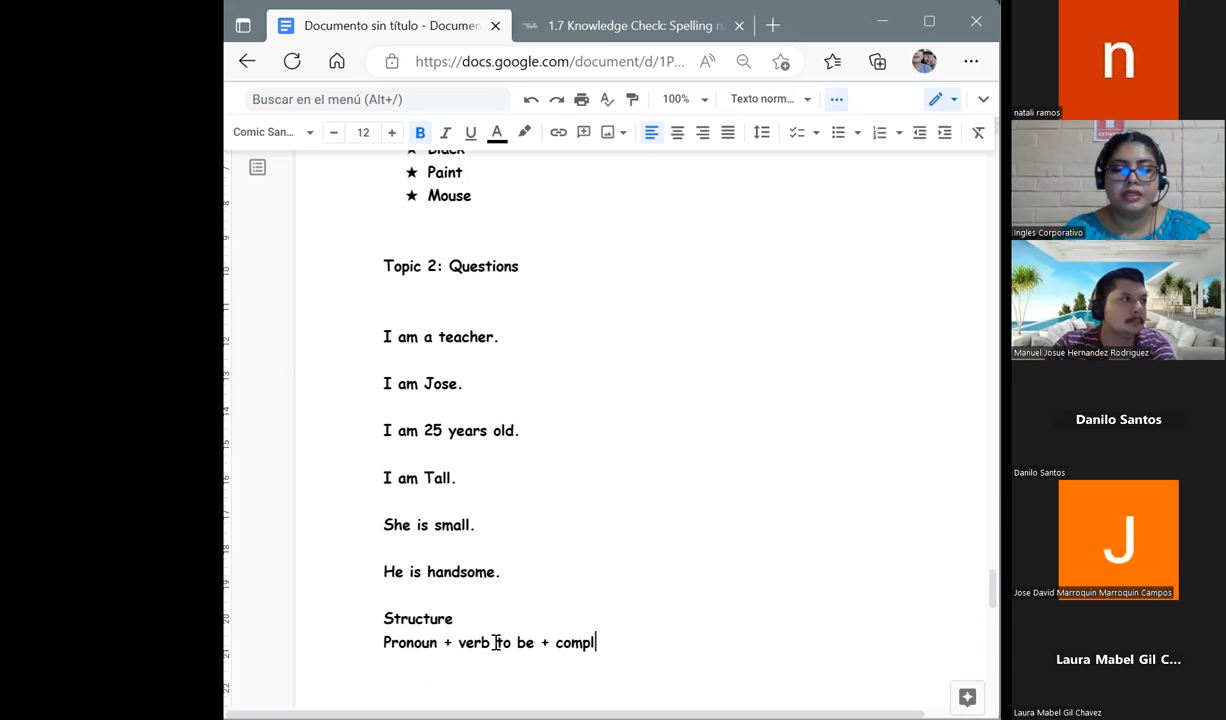 Documento sin título - Documen
1.7 Knowledge Check: Spelling n
https://docs.google.com/document/d/1P...
Buscar en el menú (Alt+/)
100%
Texto norm...
Comic San...
12
Black
★ Paint
★ Mouse
Topic 2: Questions
I am a teacher.
I am Jose.
I am 25 years old.
I am Tall.
She is small.
He is handsome.
Structure
Pronoun + verb to be + compl
n
natali ramos
Ingles Corporativo
Manuel Josue Hernandez Rodriguez
Danilo Santos
Danilo Santos
J
Jose David Marroquin Marroquin Campos
Laura Mabel Gil C...
Laura Mabel Gil Chavez